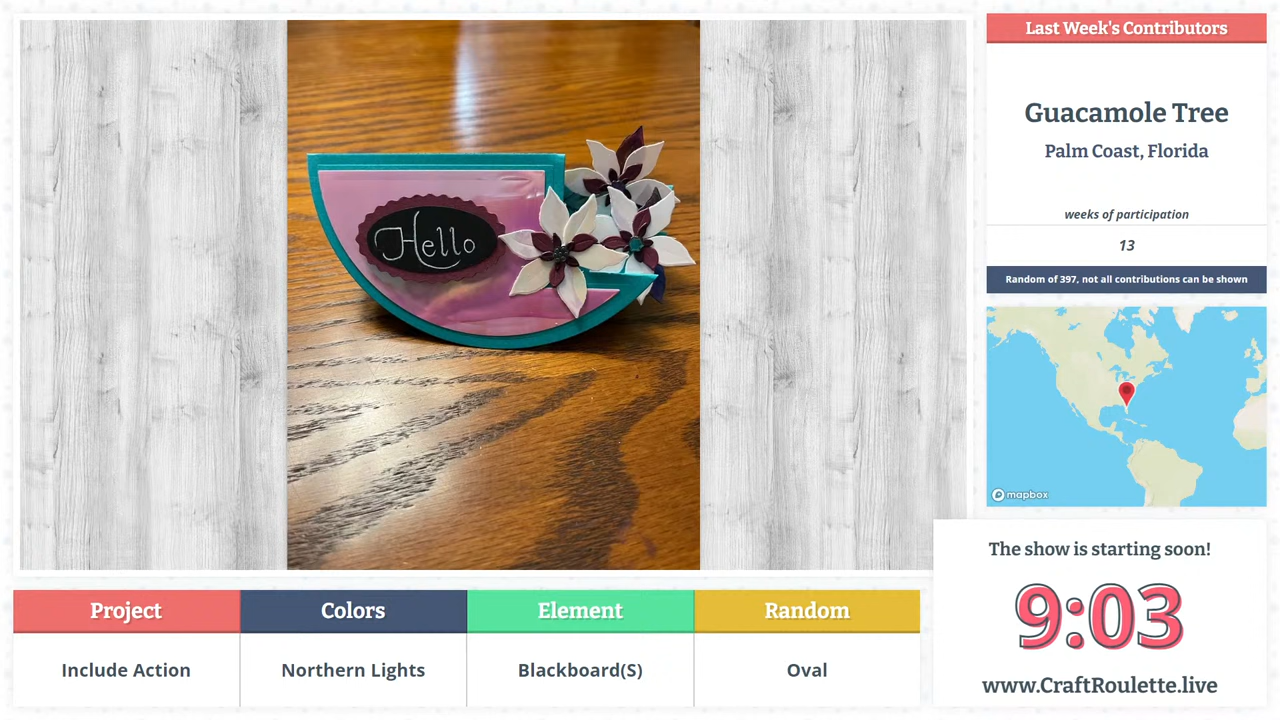 Last Week's Contributors
Hello
Guacamole Tree
Palm Coast, Florida
weeks of participation
13
Random of 397, not all contributions can be shown
mapbox
The show is starting soon!
9:03
www.CraftRoulette.live
Project
Colors
Element
Random
Include Action
Northern Lights
Blackboard(S)
Oval